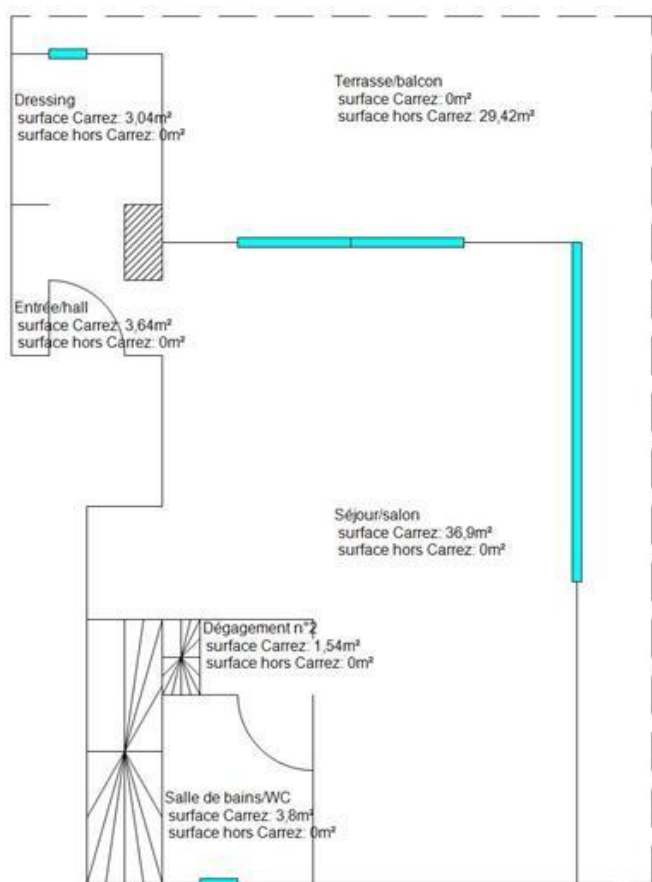 Dressing
surface Carrez: 3,04m²
surface hors Carrez: 0m²
Terrasse/balcon
surface Carrez: 0m²
surface hors Carrez: 29,42m²
Entrée/hall
surface Carrez: 3,64m²
surface hors Carrez: 0m²
Séjour/salon
surface Carrez: 36,9m²
surface hors Carrez: 0m²
Dégagement n°2
surface Carrez: 1,54m²
surface hors Carrez: 0m²
Salle de bains/WC
surface Carrez: 3,8m²
surface hors Carrez: 0m²